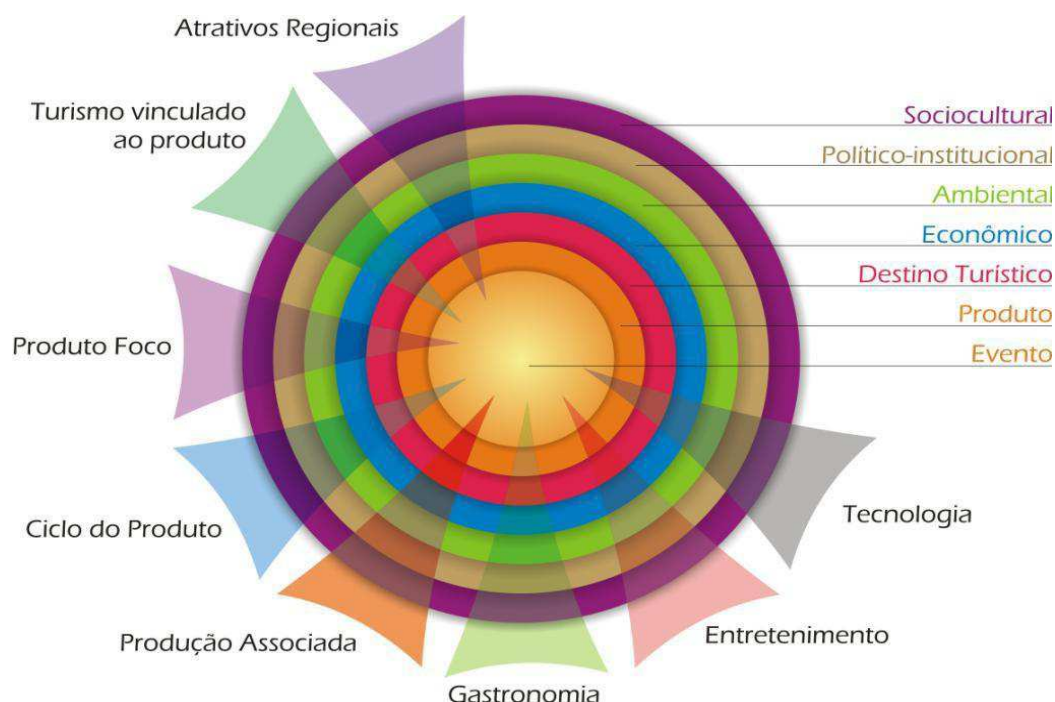 Atrativos Regionais
Turismo vinculado
ao produto
Produto Foco
Ciclo do Produto
Produção Associada
Gastronomia
Entretenimento
Tecnologia
Sociocultural
Político-institucional
Ambiental
Econômico
Destino Turístico
Produto
Evento